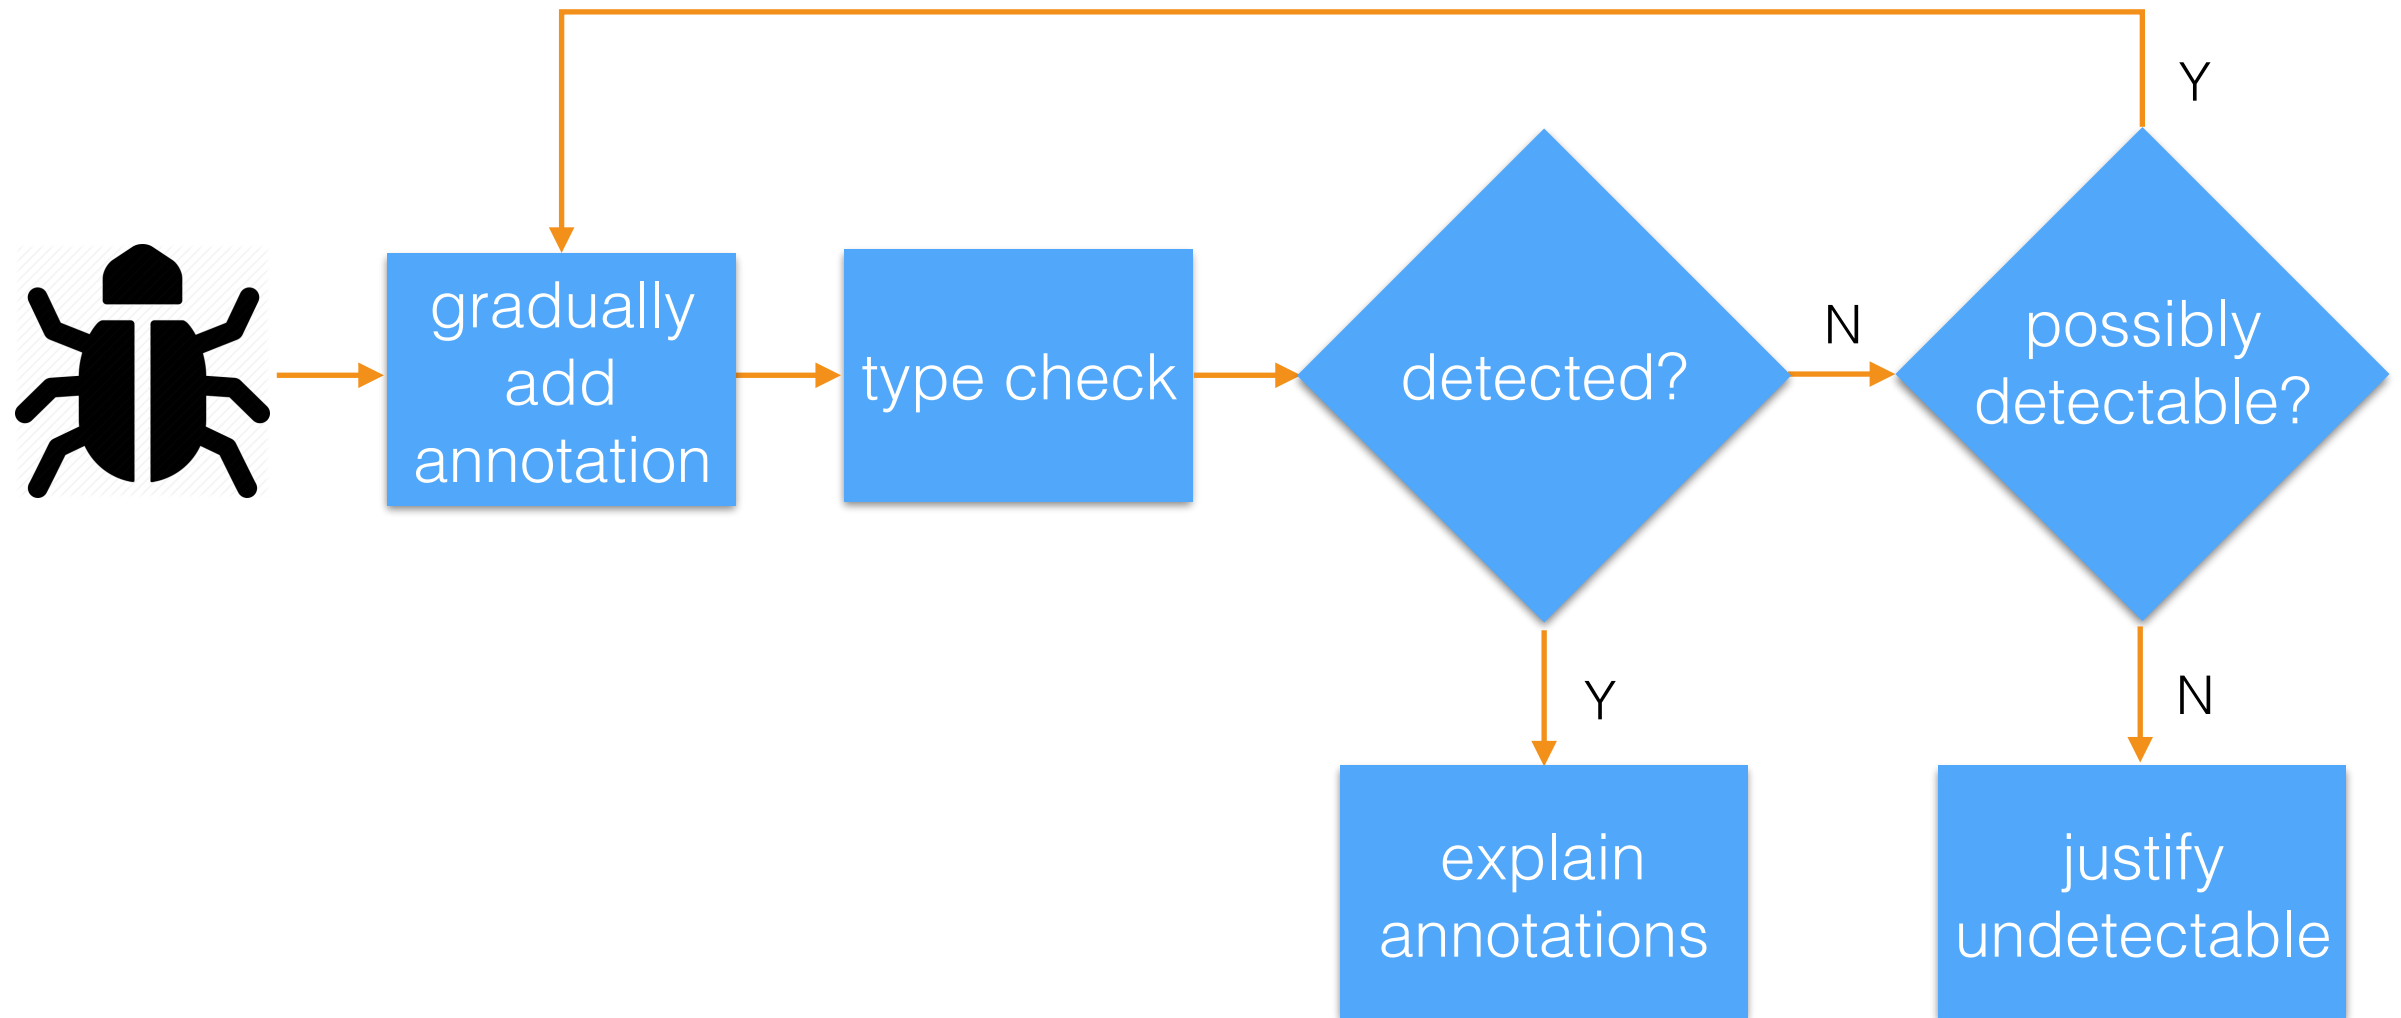 Y
gradually
add
annotation
type check
detected?
N
possibly
detectable?
Y
N
explain
annotations
justify
undetectable